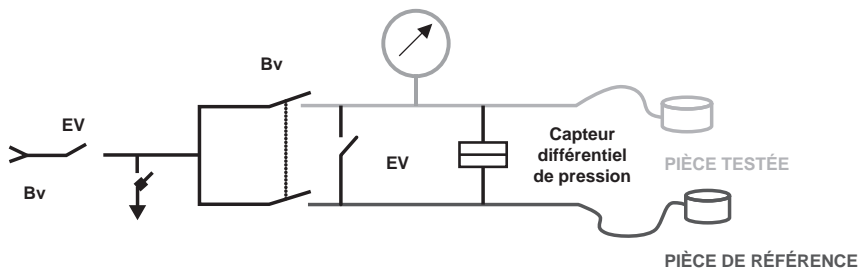 Bv
EV
Bv
EV
Capteur
différentiel
de pression
PIÈCE TESTÉE
PIÈCE DE RÉFÉRENCE